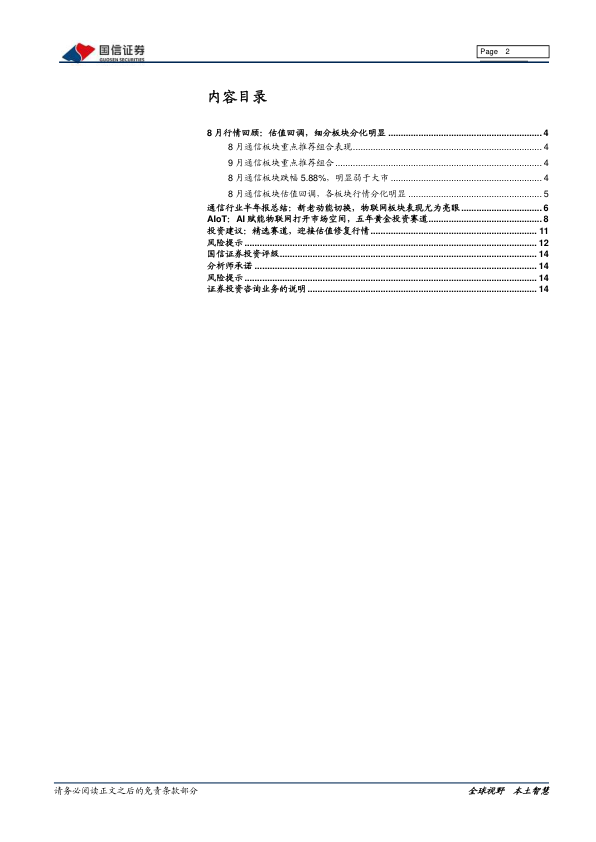 国信证券
GUOSEN SECURITIES
Page 2
内容目录
8 月行情回顾：估值回调，细分板块分化明显 ................................................................ 4
8 月通信板块重点推荐组合表现................................................................................ 4
9 月通信板块重点推荐组合....................................................................................... 4
8 月通信板块跌幅 5.88%，明显弱于大市 ................................................................ 4
8 月通信板块估值回调，各板块行情分化明显 ......................................................... 5
通信行业半年报总结：新老动能切换，物联网板块表现尤为亮眼.................................. 6
AIoT：AI 赋能物联网打开市场空间，五年黄金投资赛道............................................... 8
投资建议：精选赛道，迎接估值修复行情..................................................................... 11
风险提示 ......................................................................................................................... 12
国信证券投资评级........................................................................................................... 14
分析师承诺 ..................................................................................................................... 14
风险提示 ......................................................................................................................... 14
证券投资咨询业务的说明 ............................................................................................... 14
请务必阅读正文之后的免责条款部分
全球视野 本土智慧